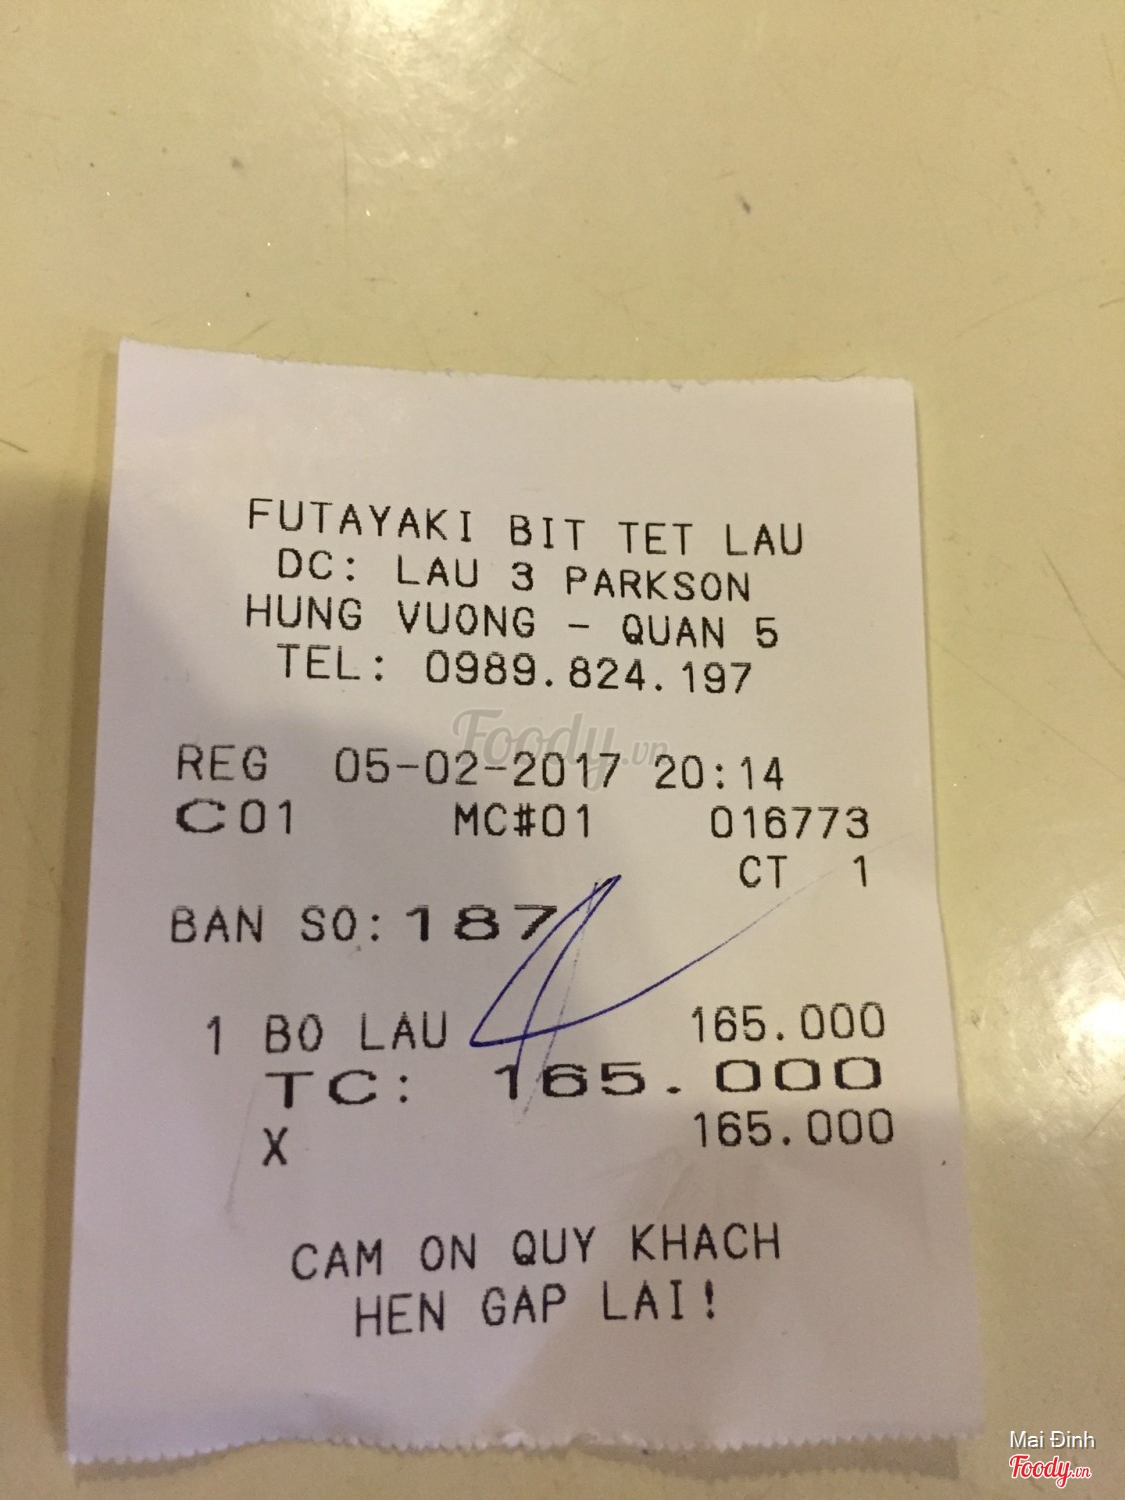 FUTAYAKI BIT TET LAU
DC: LAU 3 PARKSON
HUNG VUONG - QUAN 5
TEL: 0989.824.197
Foody.vn
REG 05-02-2017 20:14
C01 MC#01 016773
CT 1
BAN SO: 187
1 BO LAU 165.000
TC: 165.000
X 165.000
CAM ON QUY KHACH
HEN GAP LAI!
Mai Đinh
Foody.vn